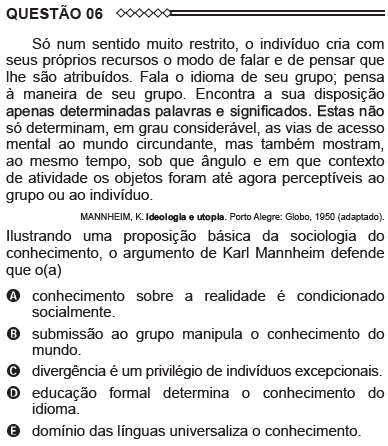 QUESTÃO 06
Só num sentido muito restrito, o indivíduo cria com
seus próprios recursos o modo de falar e de pensar que
lhe são atribuídos. Fala o idioma de seu grupo; pensa
à maneira de seu grupo. Encontra a sua disposição
apenas determinadas palavras e significados. Estas não
só determinam, em grau considerável, as vias de acesso
mental ao mundo circundante, mas também mostram,
ao mesmo tempo, sob que ângulo e em que contexto
de atividade os objetos foram até agora perceptíveis ao
grupo ou ao indivíduo.
MANNHEIM, K. Ideologia e utopia. Porto Alegre: Globo, 1950 (adaptado).
Ilustrando uma proposição básica da sociologia do
conhecimento, o argumento de Karl Mannheim defende
que o(a)
A conhecimento sobre a realidade é condicionado
socialmente.
B submissão ao grupo manipula o conhecimento do
mundo.
C divergência é um privilégio de indivíduos excepcionais.
D educação formal determina o conhecimento do
idioma.
E domínio das línguas universaliza o conhecimento.